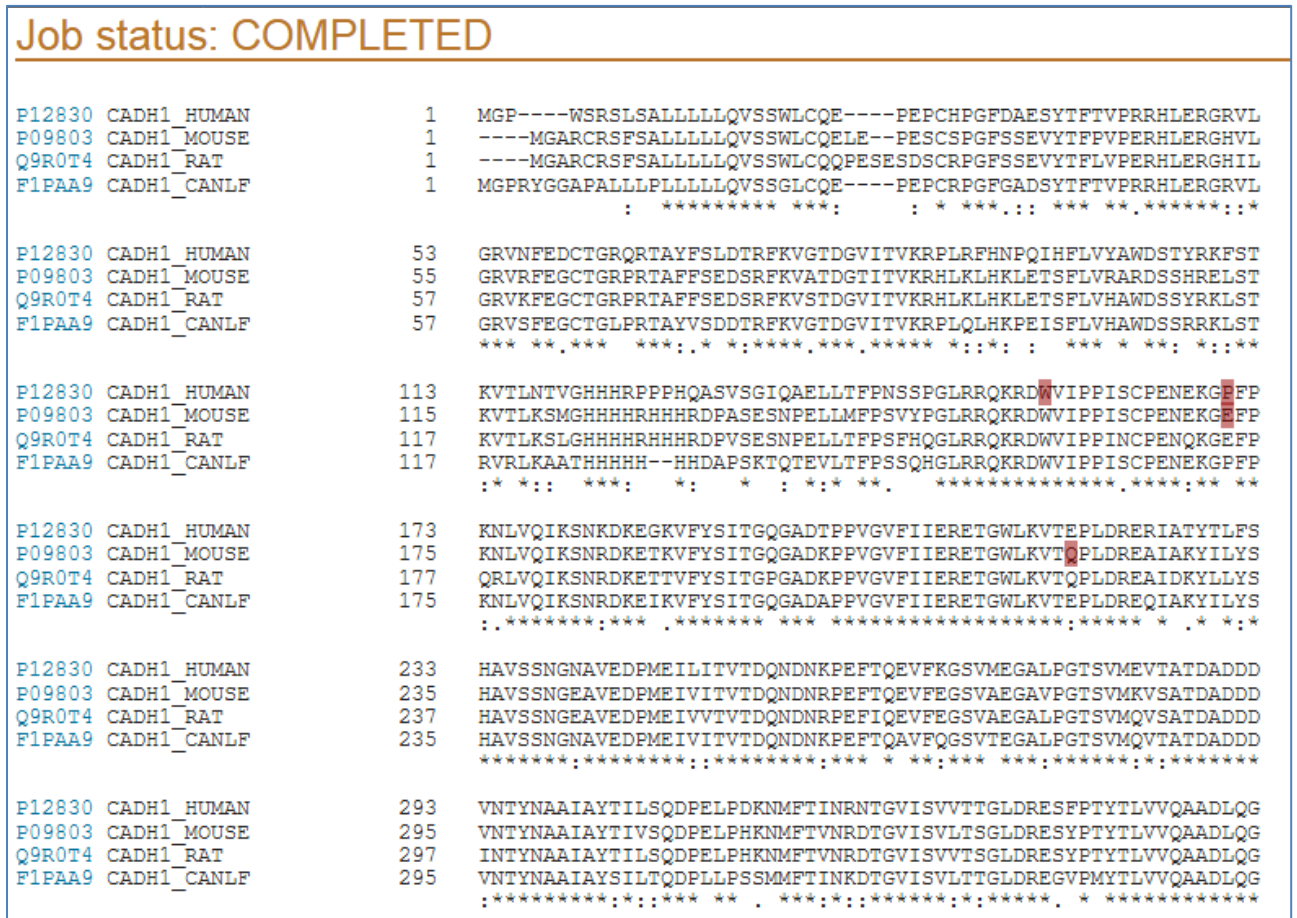 Job status: COMPLETED
P12830 CADH1_HUMAN 1 MGP----WSRSLSALLLLLQVSSWLCQE----PEPCHPGFDAESYTFTVPRRHLERGRVL
P09803 CADH1_MOUSE 1 ----MGARCRSFSALLLLLQVSSWLCQELE--PESCSPGFSSEVYTFPVPERHLERGHVL
Q9R0T4 CADH1_RAT 1 ----MGARCRSFSALLLLLQVSSWLCQQPESESDSCRPGFSSEVYTFLVPERHLERGHIL
F1PAA9 CADH1_CANLF 1 MGPRYGGAPALLLPLLLLLQVSSGLCQE----PEPCRPGFGADSYTFTVPRRHLERGRVL
: ********* ***: : * ***.:: *** **.******::*
P12830 CADH1_HUMAN 53 GRVNFEDCTGRQRTAYFSLDTRFKVGTDGVITVKRPLRFHNPQIHFLVYAWDSTYRKFST
P09803 CADH1_MOUSE 55 GRVRFEGCTGRPRTAFFSEDSRFKVATDGTITVKRHLKLHKLETSFLVRARDSSHRELST
Q9R0T4 CADH1_RAT 57 GRVKFEGCTGRPRTAFFSEDSRFKVSTDGVITVKRHLKLHKLETSFLVHAWDSSYRKLST
F1PAA9 CADH1_CANLF 57 GRVSFEGCTGLPRTAYVSDDTRFKVGTDGVITVKRPLQLHKPEISFLVHAWDSSRRKLST
*** **.*** ***:.* *:****.***.***** *::*: : *** * **: *::**
P12830 CADH1_HUMAN 113 KVTLNTVGHHHRPPPHQASVSGIQAELLTFPNSSPGLRRQKRDWVIPPISCPENEKGPFP
P09803 CADH1_MOUSE 115 KVTLKSMGHHHHRHHHRDPASESNPELLMFPSVYPGLRRQKRDWVIPPISCPENEKGEFP
Q9R0T4 CADH1_RAT 117 KVTLKSLGHHHHRHHHRDPVSESNPELLTFPSFHQGLRRQKRDWVIPPINCPENQKGEFP
F1PAA9 CADH1_CANLF 117 RVRLKAATHHHHH--HHDAPSKTQTEVLTFPSSQHGLRRQKRDWVIPPISCPENEKGPFP
:* *:: ***: *: * : *:* **. **************.****:** **
P12830 CADH1_HUMAN 173 KNLVQIKSNKDKEGKVFYSITGQGADTPPVGVFIIERETGWLKVTEPLDRERIATYTLFS
P09803 CADH1_MOUSE 175 KNLVQIKSNRDKETKVFYSITGQGADKPPVGVFIIERETGWLKVTQPLDREAIAKYILYS
Q9R0T4 CADH1_RAT 177 QRLVQIKSNRDKETTVFYSITGPGADKPPVGVFIIERETGWLKVTQPLDREAIDKYLLYS
F1PAA9 CADH1_CANLF 175 KNLVQIKSNRDKEIKVFYSITGQGADAPPVGVFIIERETGWLKVTEPLDREQIAKYILYS
:.*******:*** .******* *** ******************:***** * .* *:*
P12830 CADH1_HUMAN 233 HAVSSNGNAVEDPMEILITVTDQNDNKPEFTQEVFKGSVMEGALPGTSVMEVTATDADDD
P09803 CADH1_MOUSE 235 HAVSSNGEAVEDPMEIVITVTDQNDNRPEFTQEVFEGSVAEGAVPGTSVMKVSATDADDD
Q9R0T4 CADH1_RAT 237 HAVSSNGEAVEDPMEIVVTVTDQNDNRPEFIQEVFEGSVAEGALPGTSVMQVSATDADDD
F1PAA9 CADH1_CANLF 235 HAVSSNGNAVEDPMEIVITVTDQNDNKPEFTQAVFQGSVTEGALPGTSVMQVTATDADDD
*******:********::********:*** * **:*** ***:******:*:*******
P12830 CADH1_HUMAN 293 VNTYNAAIAYTILSQDPELPDKNMFTINRNTGVISVVTTGLDRESFPTYTLVVQAADLQG
P09803 CADH1_MOUSE 295 VNTYNAAIAYTIVSQDPELPHKNMFTVNRDTGVISVLTSGLDRESYPTYTLVVQAADLQG
Q9R0T4 CADH1_RAT 297 INTYNAAIAYTILSQDPELPHKNMFTVNRDTGVISVVTSGLDRESYPTYTLVVQAADLQG
F1PAA9 CADH1_CANLF 295 VNTYNAAIAYSILTQDPLLPSSMMFTINKDTGVISVLTTGLDREGVPMYTLVVQAADLQG
:*********:*::*** ** . ***:*::******:*:*****. * ************